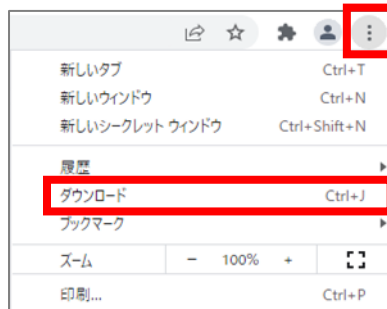 新しいタブ Ctrl+T
新しいウィンドウ Ctrl+N
新しいシークレット ウィンドウ Ctrl+Shift+N
履歴
ダウンロード Ctrl+J
ブックマーク
ズーム − 100% +
印刷... Ctrl+P